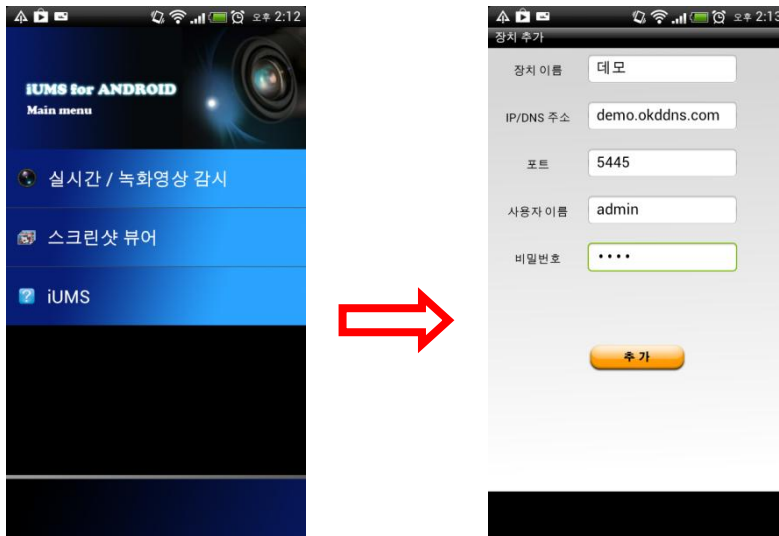 오후 2:12
iUMS for ANDROID
Main menu
실시간 / 녹화영상 감시
스크린샷 뷰어
iUMS
오후 2:13
장치 추가
장치 이름 데모
IP/DNS 주소 demo.okddns.com
포트 5445
사용자 이름 admin
비밀번호 ••••
추 가